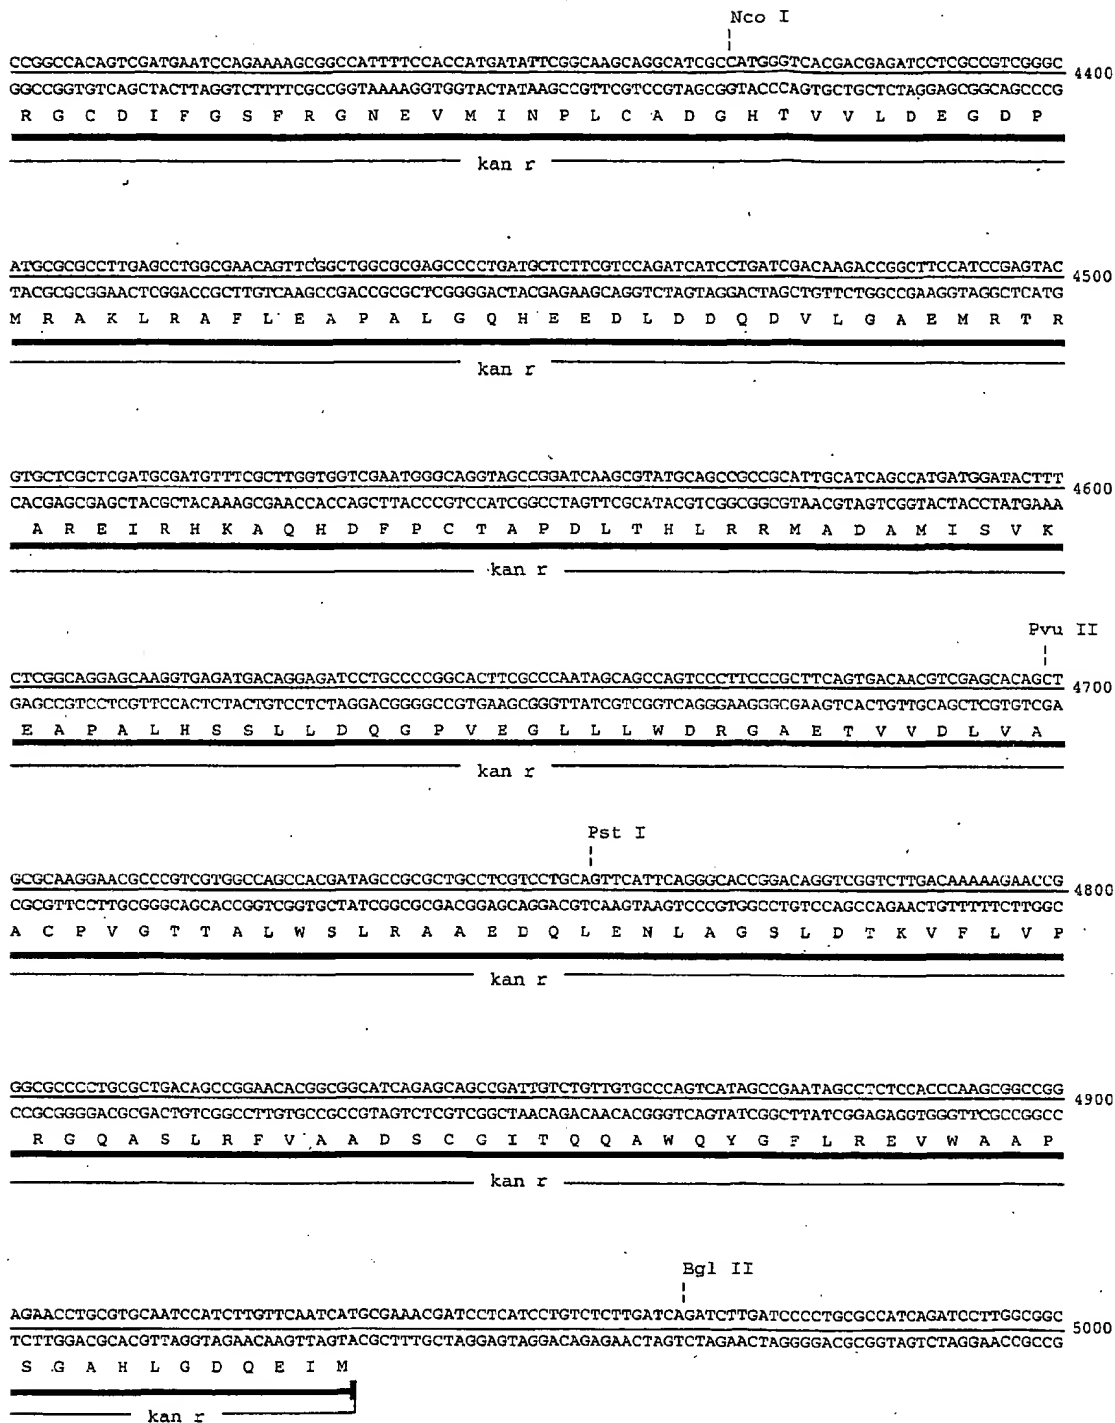 Nco I
CCGGCCACAGTCGATGAATCCAGAAAAGCGGCCATTTTCCACCATGATATTCGGCAAGCAGGCATCGCCATGGGTCACGACGAGATCCTCGCCGTCGGGC 4400
GGCCGGTGTCAGCTACTTAGGTCTTTTCGCCGGTAAAAGGTGGTACTATAAGCCGTTCGTCCGTAGCGGTACCCAGTGCTGCTCTAGGAGCGGCAGCCCG
R G C D I F G S F R G N E V M I N P L C A D G H T V V L D E G D P
kan r
ATGCGCGCCTTGAGCCTGGCGAACAGTTCGGCTGGCGCGAGCCCCTGATGCTCTTCGTCCAGATCATCCTGATCGACAAGACCGGCTTCCATCCGAGTAC 4500
TACGCGCGGAACTCGGACCGCTTGTCAAGCCGACCGCGCTCGGGGACTACGAGAAGCAGGTCTAGTAGGACTAGCTGTTCTGGCCGAAGGTAGGCTCATG
M R A K L R A F L E A P A L G Q H E E D L D D Q D V L G A E M R T R
kan r
GTGCTCGCTCGATGCGATGTTTCGCTTGGTGGTCGAATGGGCAGGTAGCCGGATCAAGCGTATGCAGCCGCCGCATTGCATCAGCCATGATGGATACTTT 4600
CACGAGCGAGCTACGCTACAAAGCGAACCACCAGCTTACCCGTCCATCGGCCTAGTTCGCATACGTCGGCGGCGTAACGTAGTCGGTACTACCTATGAAA
A R E I R H K A Q H D F P C T A P D L T H L R R M A D A M I S V K
kan r
Pvu II
CTCGGCAGGAGCAAGGTGAGATGACAGGAGATCCTGCCCCGGCACTTCGCCCAATAGCAGCCAGTCCCTTCCCGCTTCAGTGACAACGTCGAGCACAGCT 4700
GAGCCGTCCTCGTTCCACTCTACTGTCCTCTAGGACGGGGCCGTGAAGCGGGTTATCGTCGGTCAGGGAAGGGCGAAGTCACTGTTGCAGCTCGTGTCGA
E A P A L H S S L L D Q G P V E G L L L W D R G A E T V V D L V A
kan r
Pst I
GCGCAAGGAACGCCCGTCGTGGCCAGCCACGATAGCCGCGCTGCCTCGTCCTGCAGTTCATTCAGGGCACCGGACAGGTCGGTCTTGACAAAAAGAACCG 4800
CGCGTTCCTTGCGGGCAGCACCGGTCGGTGCTATCGGCGCGACGGAGCAGGACGTCAAGTAAGTCCCGTGGCCTGTCCAGCCAGAACTGTTTTTCTTGGC
A C P V G T T A L W S L R A A E D Q L E N L A G S L D T K V F L V P
kan r
GGCGCCCCTGCGCTGACAGCCGGAACACGGCGGCATCAGAGCAGCCGATTGTCTGTTGTGCCCAGTCATAGCCGAATAGCCTCTCCACCCAAGCGGCCGG 4900
CCGCGGGGACGCGACTGTCGGCCTTGTGCCGCCGTAGTCTCGTCGGCTAACAGACAACACGGGTCAGTATCGGCTTATCGGAGAGGTGGGTTCGCCGGCC
R G Q A S L R F V A A D S C G I T Q Q A W Q Y G F L R E V W A A P
kan r
Bgl II
AGAACCTGCGTGCAATCCATCTTGTTCAATCATGCGAAACGATCCTCATCCTGTCTCTTGATCAGATCTTGATCCCCTGCGCCATCAGATCCTTGGCGGC 5000
TCTTGGACGCACGTTAGGTAGAACAAGTTAGTACGCTTTGCTAGGAGTAGGACAGAGAACTAGTCTAGAACTAGGGGACGCGGTAGTCTAGGAACCGCCG
S G A H L G D Q E I M
kan r